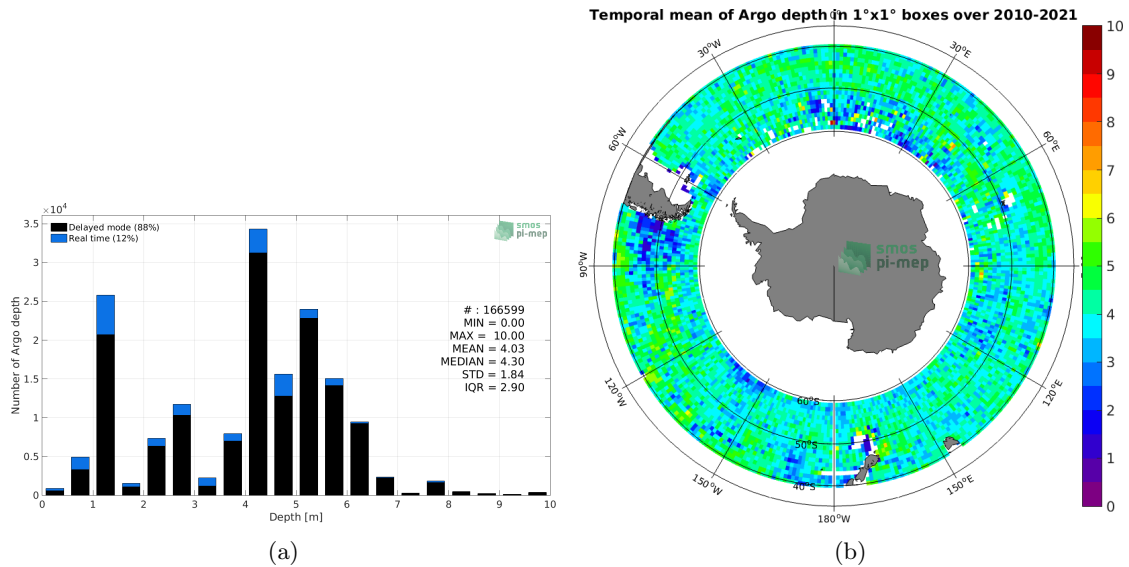 ×10⁴
3.5
3
2.5
2
1.5
1
0.5
0
Number of Argo depth
Delayed mode (88%)
Real time (12%)
smos
pi-mep
# : 166599
MIN = 0.00
MAX = 10.00
MEAN = 4.03
MEDIAN = 4.30
STD = 1.84
IQR = 2.90
0 1 2 3 4 5 6 7 8 9 10
Depth [m]
(a)
Temporal mean of Argo depth in 1°x1° boxes over 2010-2021
0°
30°W
30°E
60°W
60°E
90°W
120°W
120°E
150°W
150°E
180°W
60°S
50°S
40°S
smos
pi-mep
10
9
8
7
6
5
4
3
2
1
0
(b)